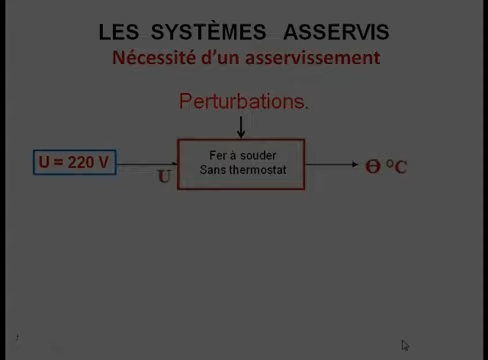 LES SYSTÈMES ASSERVIS
Nécessité d'un asservissement
Perturbations.
U = 220 V
U
Fer à souder
Sans thermostat
Ɵ °C